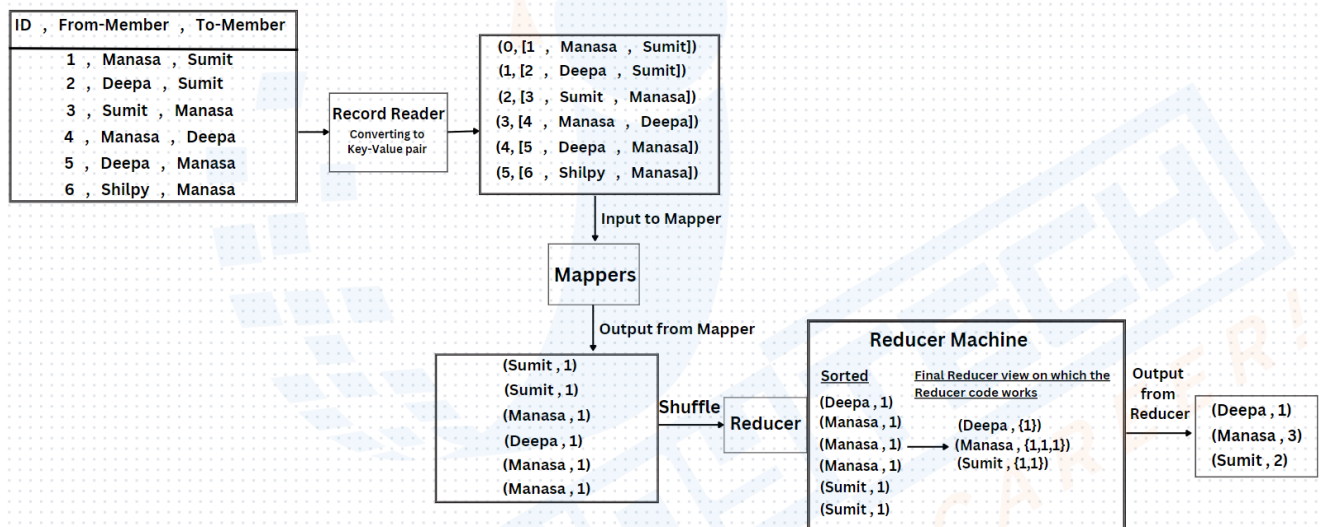 ID , From-Member , To-Member
1 , Manasa , Sumit
2 , Deepa , Sumit
3 , Sumit , Manasa
4 , Manasa , Deepa
5 , Deepa , Manasa
6 , Shilpy , Manasa
Record Reader
Converting to
Key-Value pair
(0, [1 , Manasa , Sumit])
(1, [2 , Deepa , Sumit])
(2, [3 , Sumit , Manasa])
(3, [4 , Manasa , Deepa])
(4, [5 , Deepa , Manasa])
(5, [6 , Shilpy , Manasa])
Input to Mapper
Mappers
Output from Mapper
(Sumit , 1)
(Sumit , 1)
(Manasa , 1)
(Deepa , 1)
(Manasa , 1)
(Manasa , 1)
Shuffle
Reducer
Reducer Machine
Sorted
(Deepa , 1)
(Manasa , 1)
(Manasa , 1)
(Manasa , 1)
(Sumit , 1)
(Sumit , 1)
Final Reducer view on which the
Reducer code works
(Deepa , {1})
(Manasa , {1,1,1})
(Sumit , {1,1})
Output
from
Reducer
(Deepa , 1)
(Manasa , 3)
(Sumit , 2)